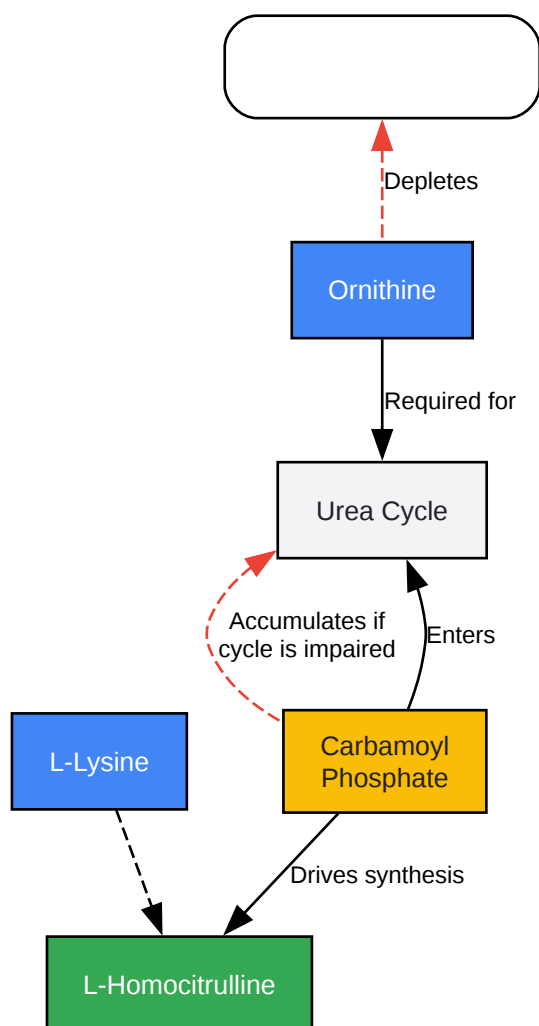 Depletes
Ornithine
Required for
Urea Cycle
Accumulates if
cycle is impaired
Enters
L-Lysine
Carbamoyl
Phosphate
Drives synthesis
L-Homocitrulline